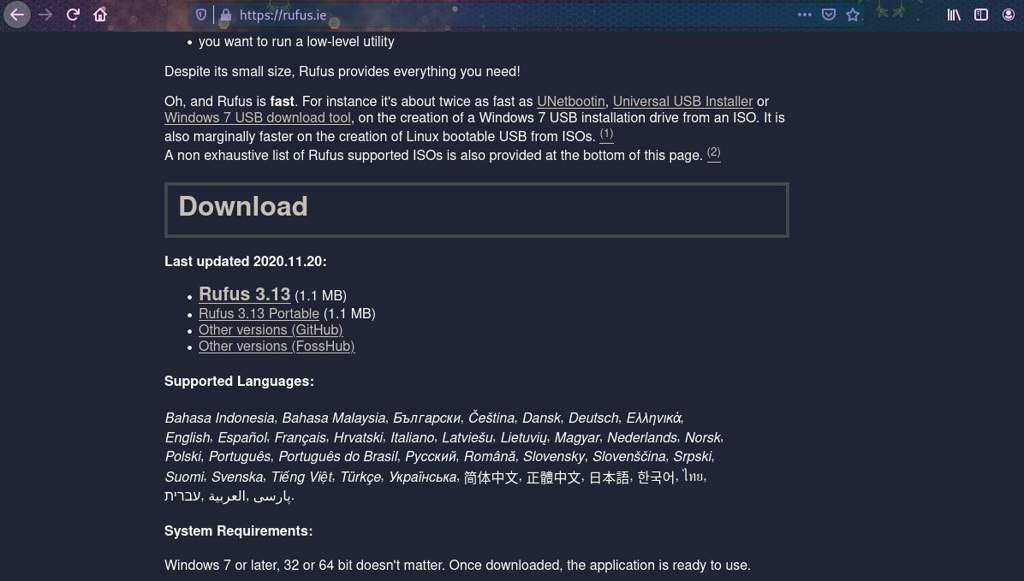 https://rufus.ie
• you want to run a low-level utility
Despite its small size, Rufus provides everything you need!
Oh, and Rufus is fast. For instance it's about twice as fast as UNetbootin, Universal USB Installer or
Windows 7 USB download tool, on the creation of a Windows 7 USB installation drive from an ISO. It is
also marginally faster on the creation of Linux bootable USB from ISOs. (1)
A non exhaustive list of Rufus supported ISOs is also provided at the bottom of this page. (2)
Download
Last updated 2020.11.20:
• Rufus 3.13 (1.1 MB)
• Rufus 3.13 Portable (1.1 MB)
• Other versions (GitHub)
• Other versions (FossHub)
Supported Languages:
Bahasa Indonesia, Bahasa Malaysia, Български, Čeština, Dansk, Deutsch, Ελληνικά,
English, Español, Français, Hrvatski, Italiano, Latviešu, Lietuvių, Magyar, Nederlands, Norsk,
Polski, Português, Português do Brasil, Русский, Română, Slovensky, Slovenščina, Srpski,
Suomi, Svenska, Tiếng Việt, Türkçe, Українська, 简体中文, 正體中文, 日本語, 한국어, ไทย,
עברית, العربية, پارسی.
System Requirements:
Windows 7 or later, 32 or 64 bit doesn't matter. Once downloaded, the application is ready to use.